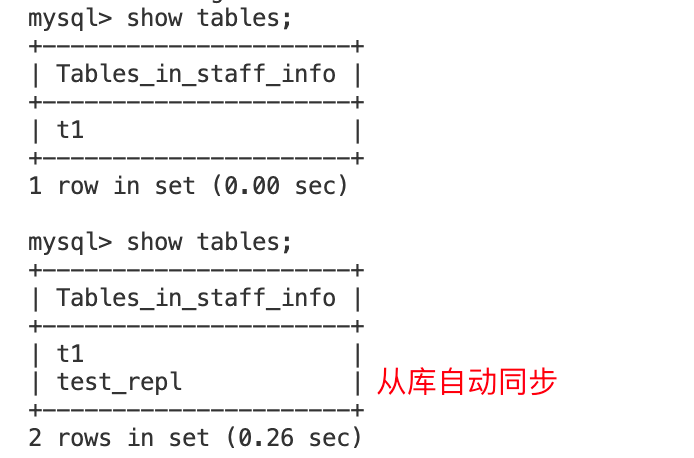 mysql> show tables;
+----------------------+
| Tables_in_staff_info |
+----------------------+
| t1                   |
+----------------------+
1 row in set (0.00 sec)
mysql> show tables;
+----------------------+
| Tables_in_staff_info |
+----------------------+
| t1                   |
| test_repl            | 从库自动同步
+----------------------+
2 rows in set (0.26 sec)